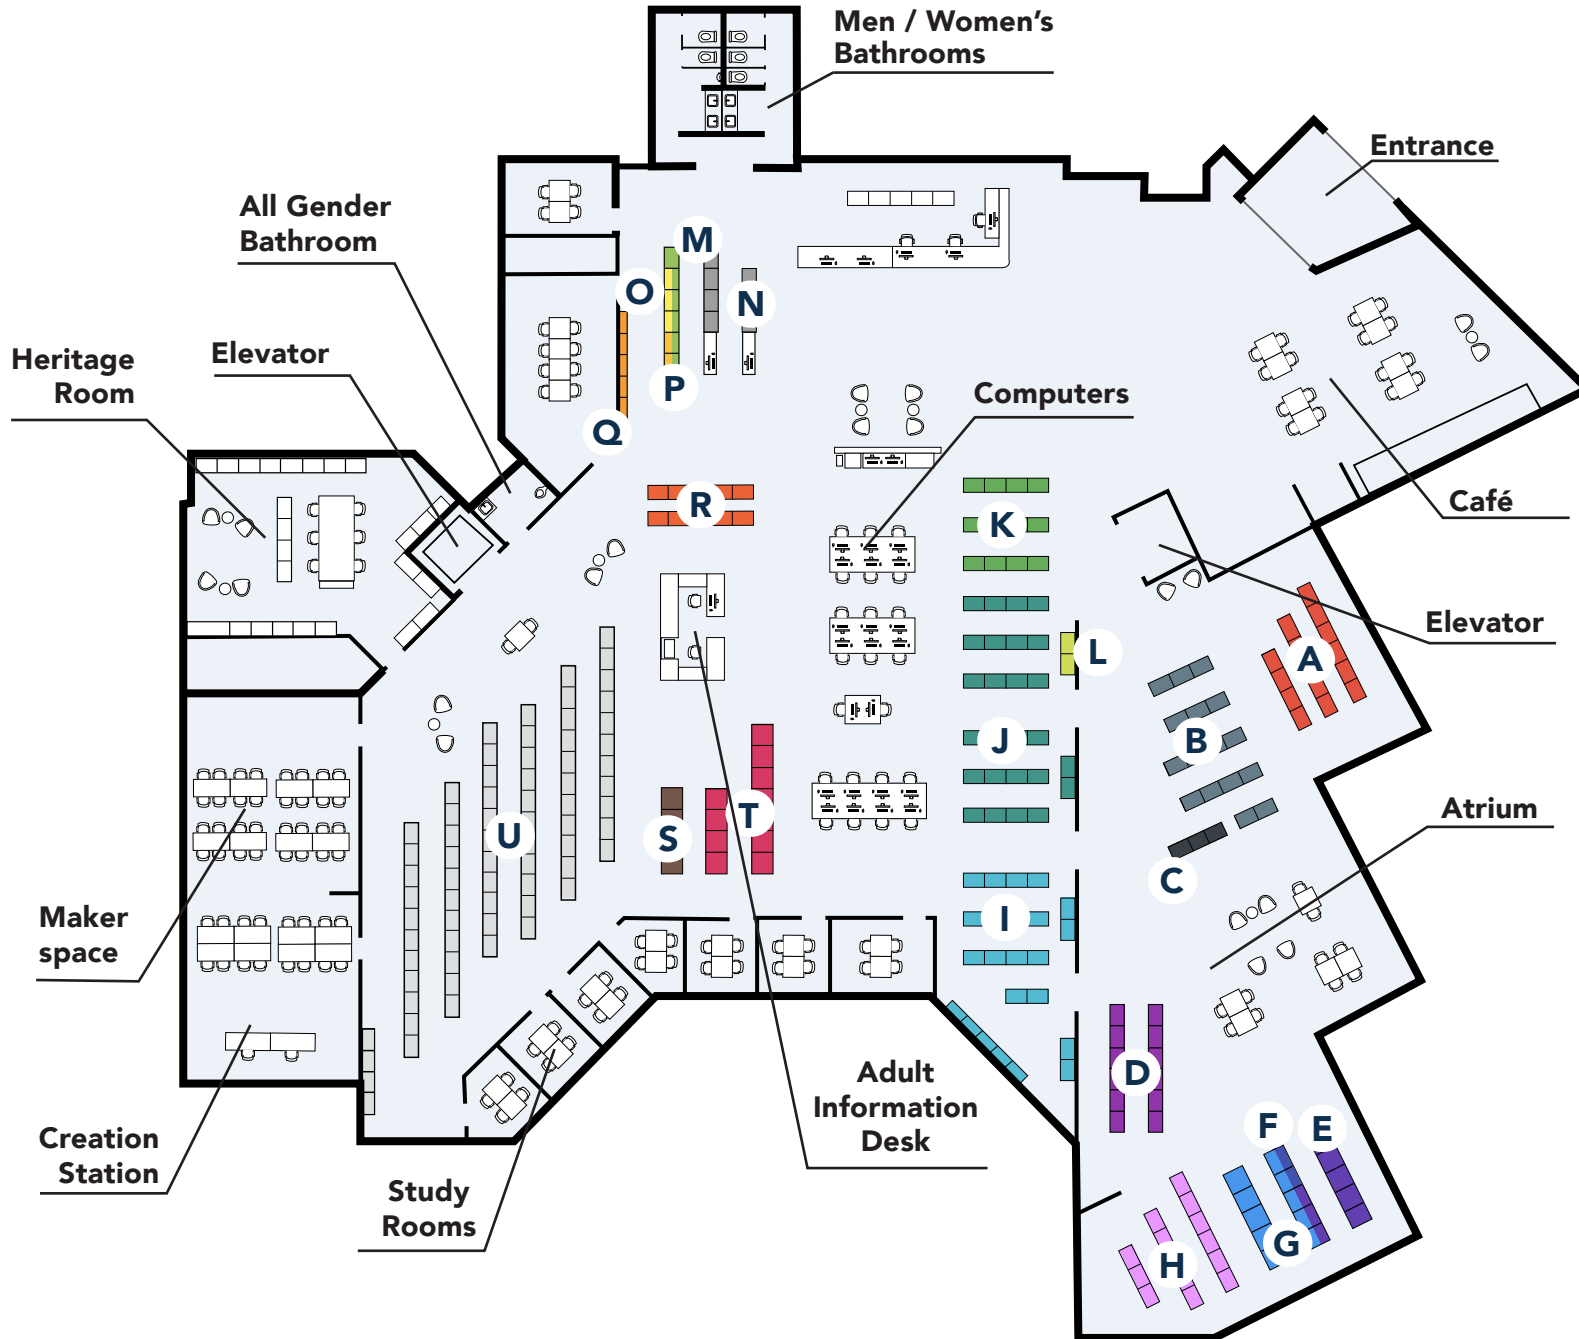 Men / Women's
Bathrooms
Entrance
All Gender
Bathroom
M
O
N
Elevator
Heritage
Room
P
Computers
Q
R
K
Café
L
Elevator
A
B
J
Atrium
T
U
S
C
Maker
space
I
D
Adult
Information
Desk
F
E
Creation
Station
Study
Rooms
G
H